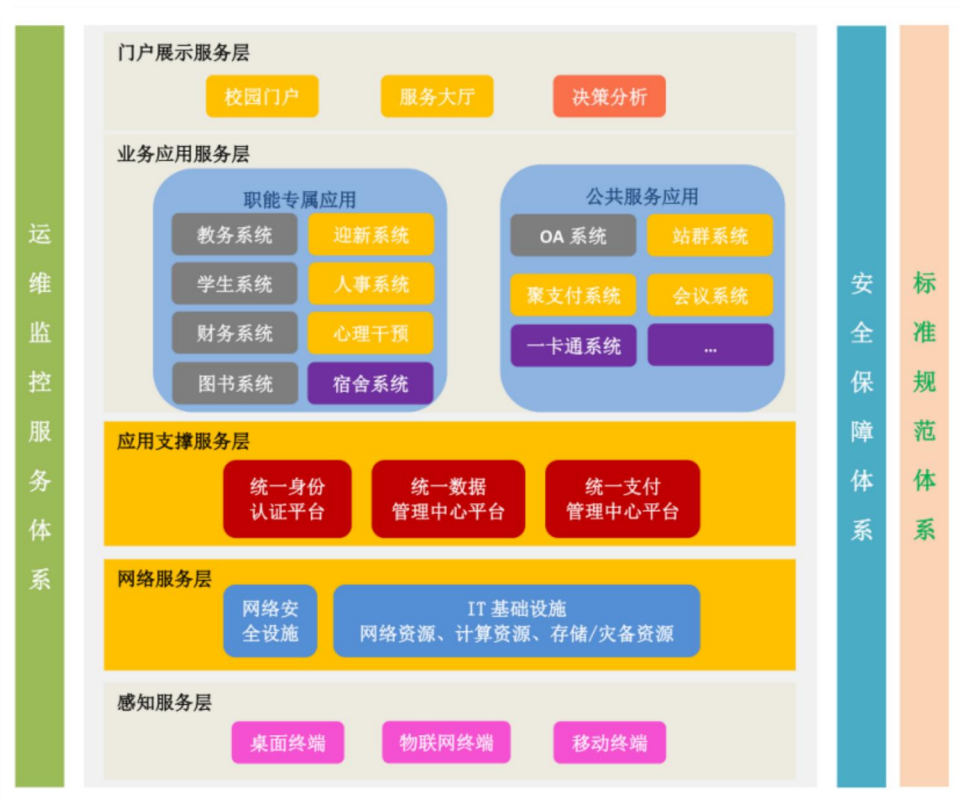 运维监控服务体系
门户展示服务层
校园门户
服务大厅
决策分析
业务应用服务层
职能专属应用
教务系统
迎新系统
学生系统
人事系统
财务系统
心理干预
图书系统
宿舍系统
公共服务应用
OA 系统
站群系统
聚支付系统
会议系统
一卡通系统
...
应用支撑服务层
统一身份
认证平台
统一数据
管理中心平台
统一支付
管理中心平台
网络服务层
网络安
全设施
IT 基础设施
网络资源、计算资源、存储/灾备资源
感知服务层
桌面终端
物联网终端
移动终端
安全保障体系
标准规范体系